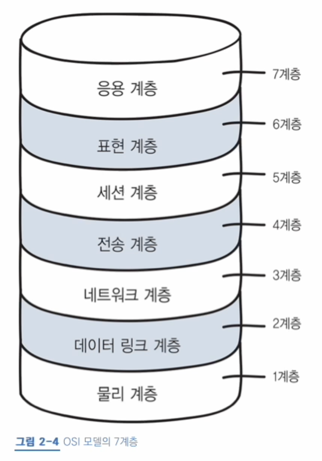 응용 계층
7계층
표현 계층
6계층
세션 계층
5계층
전송 계층
4계층
네트워크 계층
3계층
데이터 링크 계층
2계층
물리 계층
1계층
그림 2-4 OSI 모델의 7계층